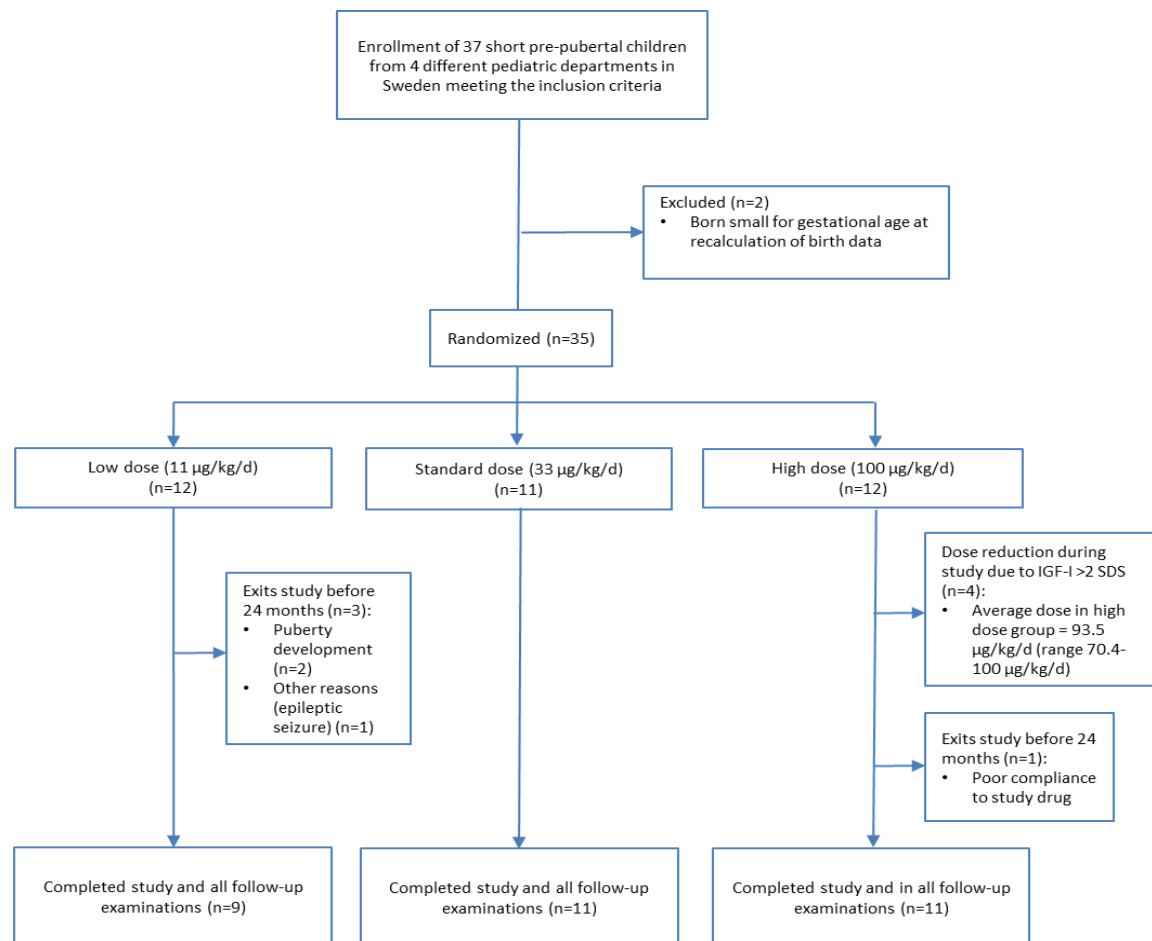 Enrollment of 37 short pre-pubertal children
from 4 different pediatric departments in
Sweden meeting the inclusion criteria
Excluded (n=2)
• Born small for gestational age at
recalculation of birth data
Randomized (n=35)
Low dose (11 µg/kg/d)
(n=12)
Standard dose (33 µg/kg/d)
(n=11)
High dose (100 µg/kg/d)
(n=12)
Exits study before
24 months (n=3):
• Puberty
development
(n=2)
• Other reasons
(epileptic
seizure) (n=1)
Dose reduction during
study due to IGF-I >2 SDS
(n=4):
• Average dose in high
dose group = 93.5
µg/kg/d (range 70.4-
100 µg/kg/d)
Exits study before 24
months (n=1):
• Poor compliance
to study drug
Completed study and all follow-up
examinations (n=9)
Completed study and all follow-up
examinations (n=11)
Completed study and in all follow-up
examinations (n=11)